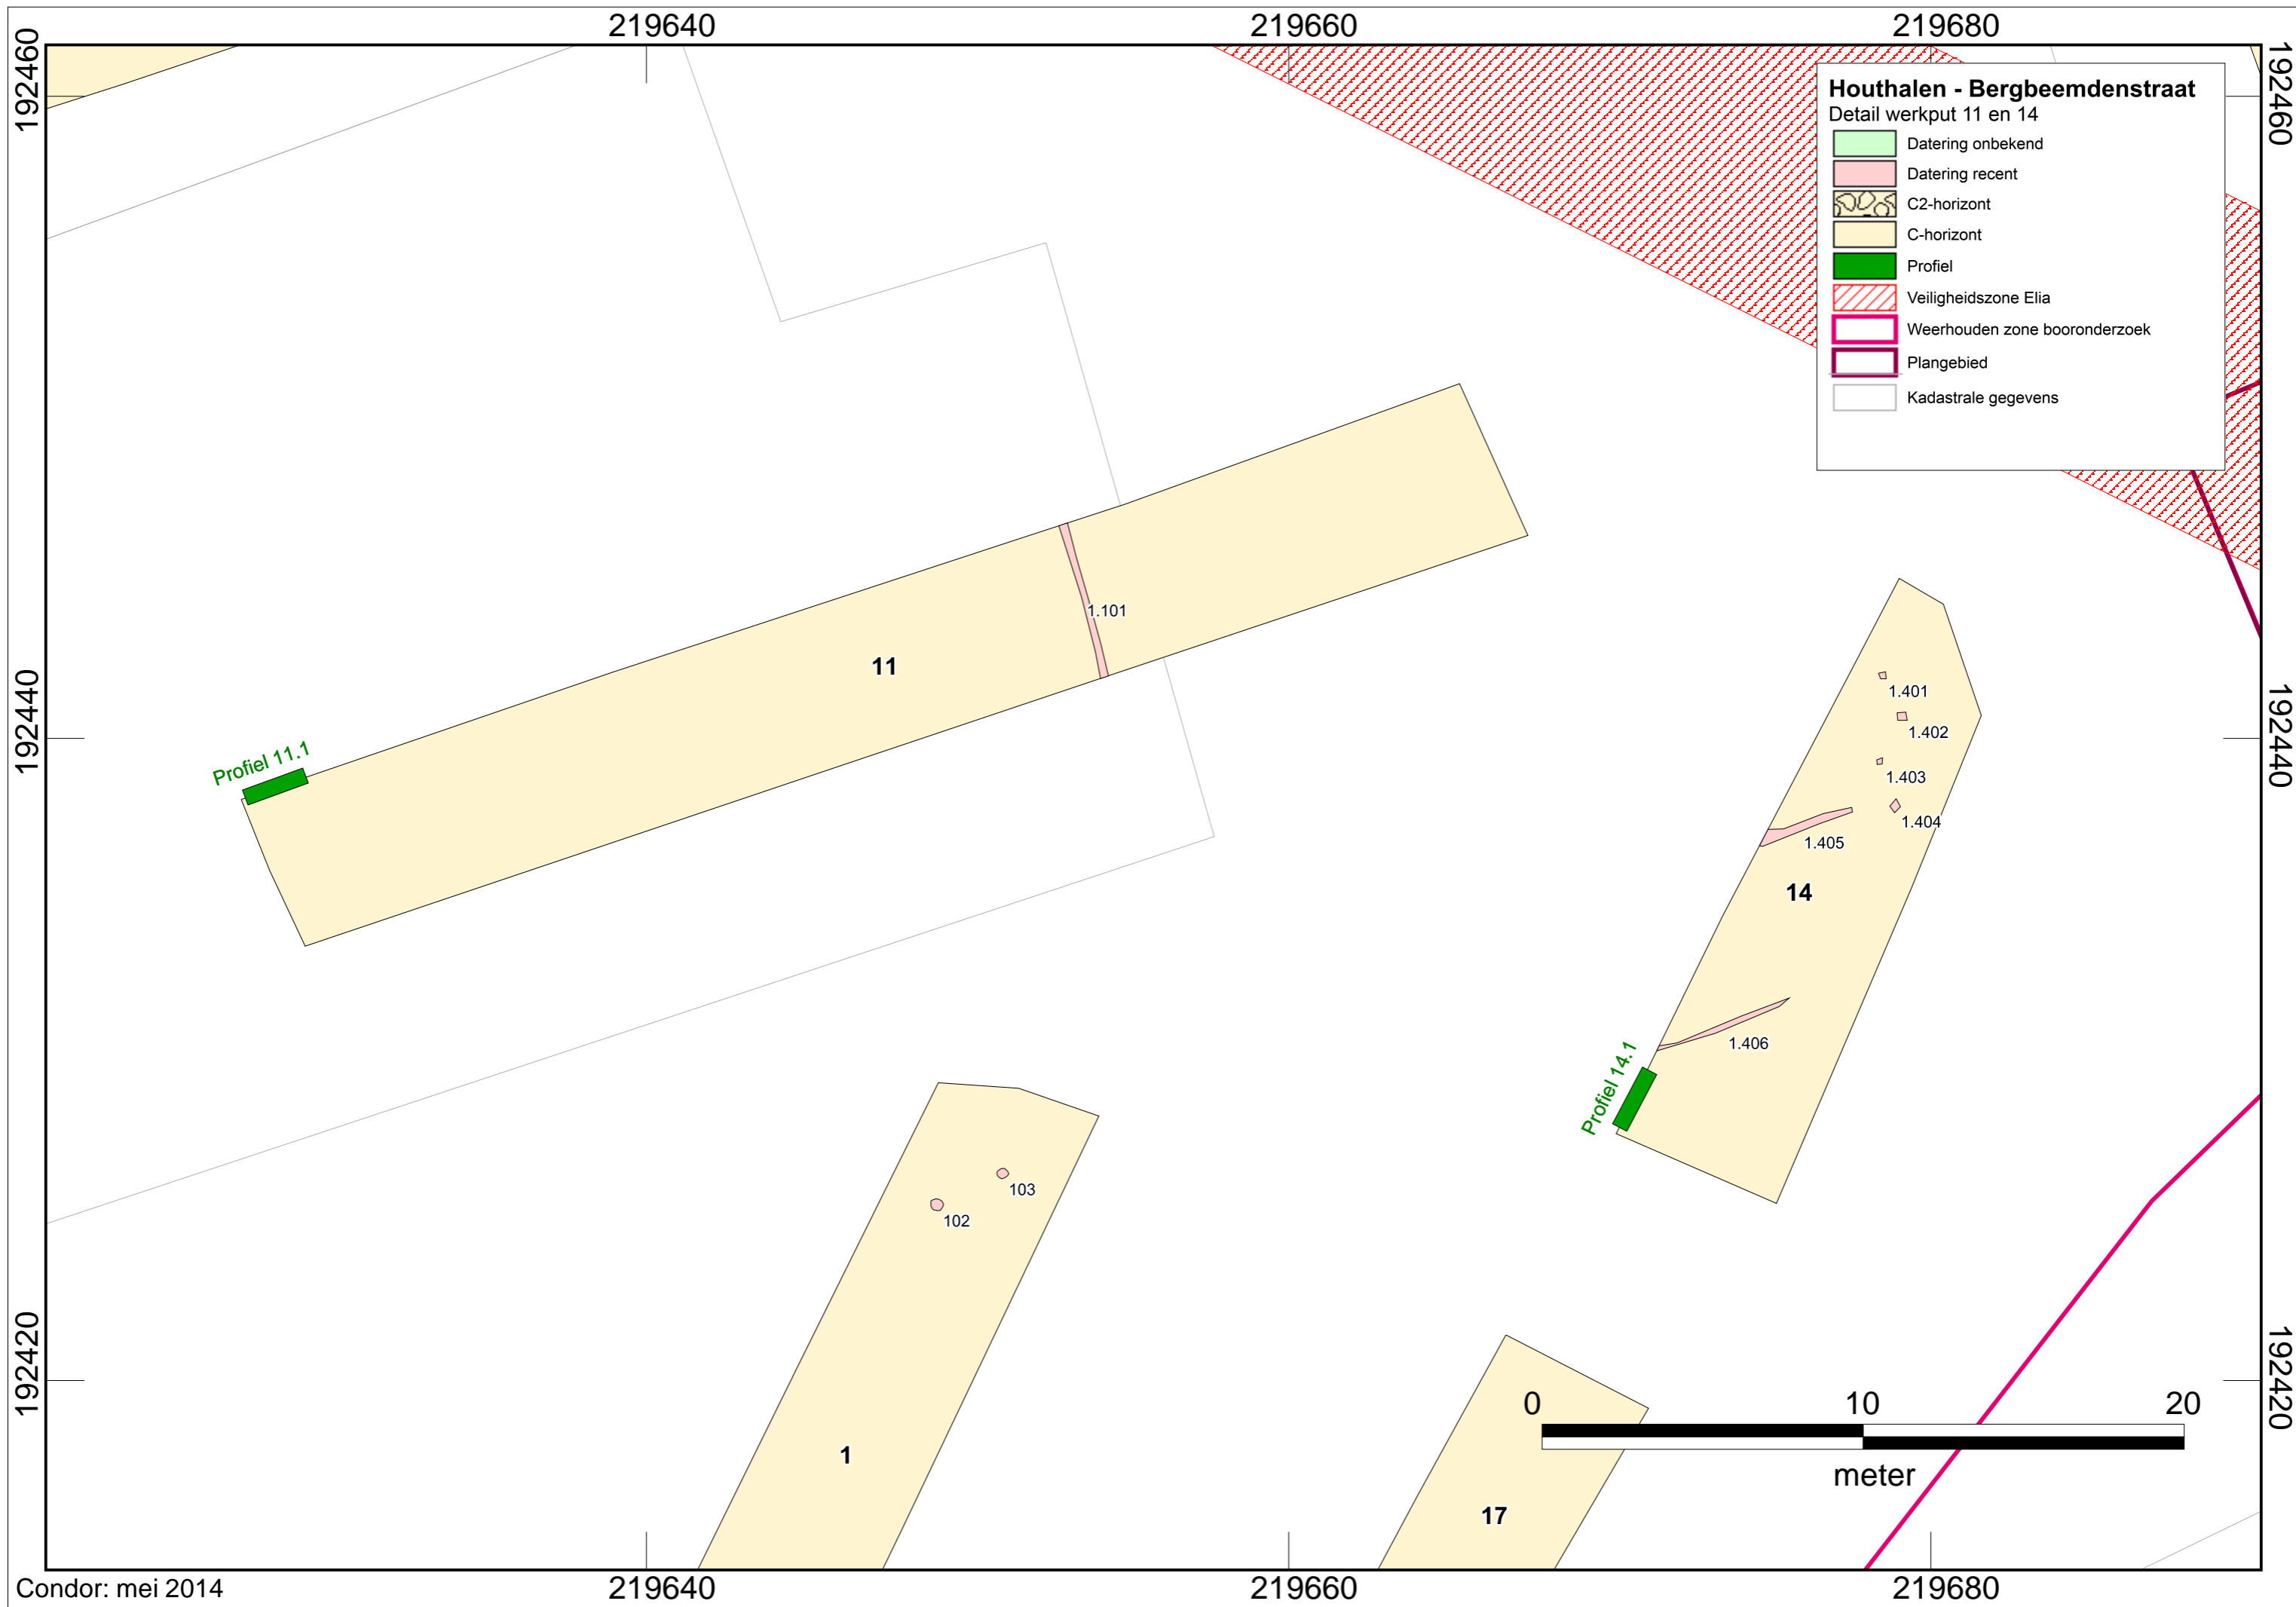 219640
219660
219680
192460
192460
Houthalen - Bergbeemdenstraat
Detail werkput 11 en 14
Datering onbekend
Datering recent
C2-horizont
C-horizont
Profiel
Veiligheidszone Elia
Weerhouden zone booronderzoek
Plangebied
Kadastrale gegevens
1.101
11
Profiel 11.1
192440
192440
1.401
1.402
1.403
1.404
1.405
14
1.406
Profiel 14.1
103
102
192420
192420
0
10
20
meter
1
17
Condor: mei 2014
219640
219660
219680